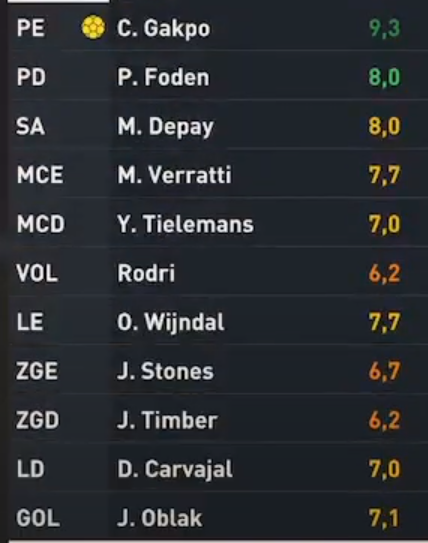 PE C. Gakpo 9,3
PD P. Foden 8,0
SA M. Depay 8,0
MCE M. Verratti 7,7
MCD Y. Tielemans 7,0
VOL Rodri 6,2
LE O. Wijndal 7,7
ZGE J. Stones 6,7
ZGD J. Timber 6,2
LD D. Carvajal 7,0
GOL J. Oblak 7,1